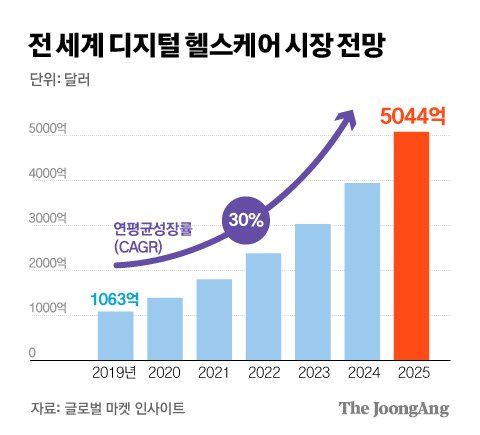 전 세계 디지털 헬스케어 시장 전망
단위: 달러
5044억
5000억
4000억
3000억
2000억
1000억
0
연평균성장률
(CAGR)
30%
1063억
2019년 2020 2021 2022 2023 2024 2025
자료: 글로벌 마켓 인사이트
The JoongAng